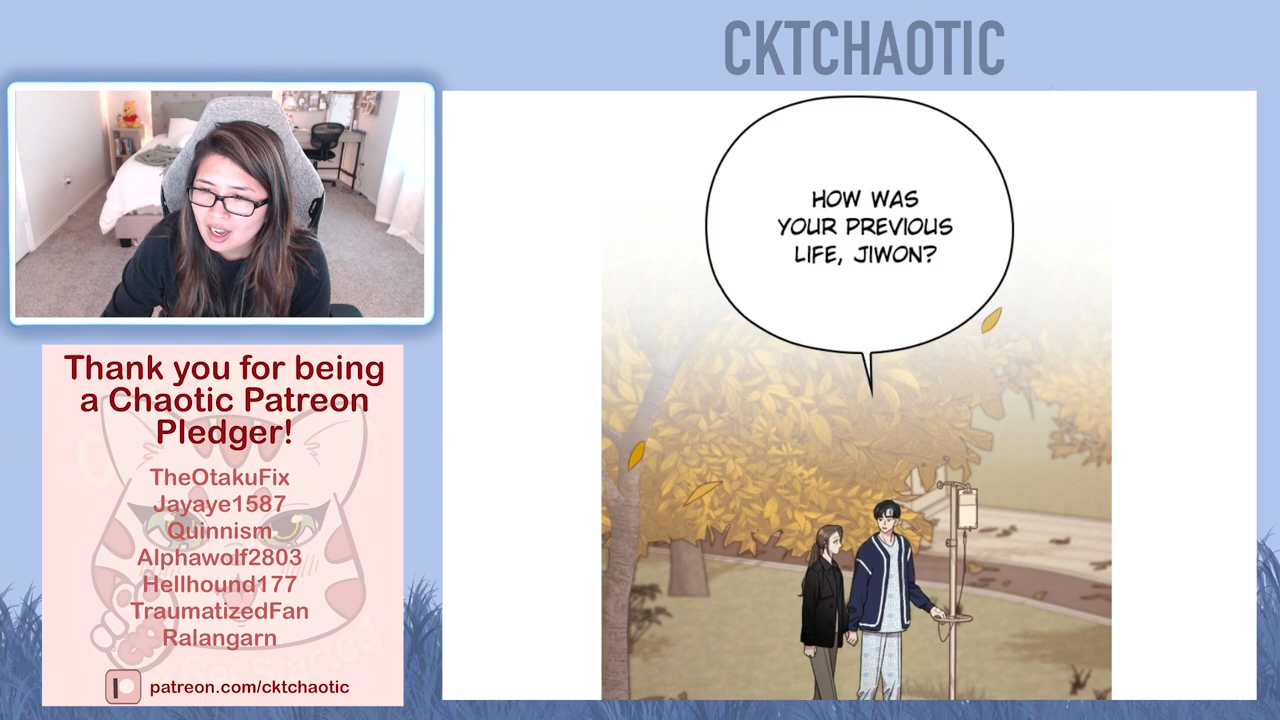 CKTCHAOTIC
HOW WAS
YOUR PREVIOUS
LIFE, JIWON?
Thank you for being
a Chaotic Patreon
Pledger!
TheOtakuFix
Jayaye1587
Quinnism
Alphawolf2803
Hellhound177
TraumatizedFan
Ralangarn
patreon.com/cktchaotic